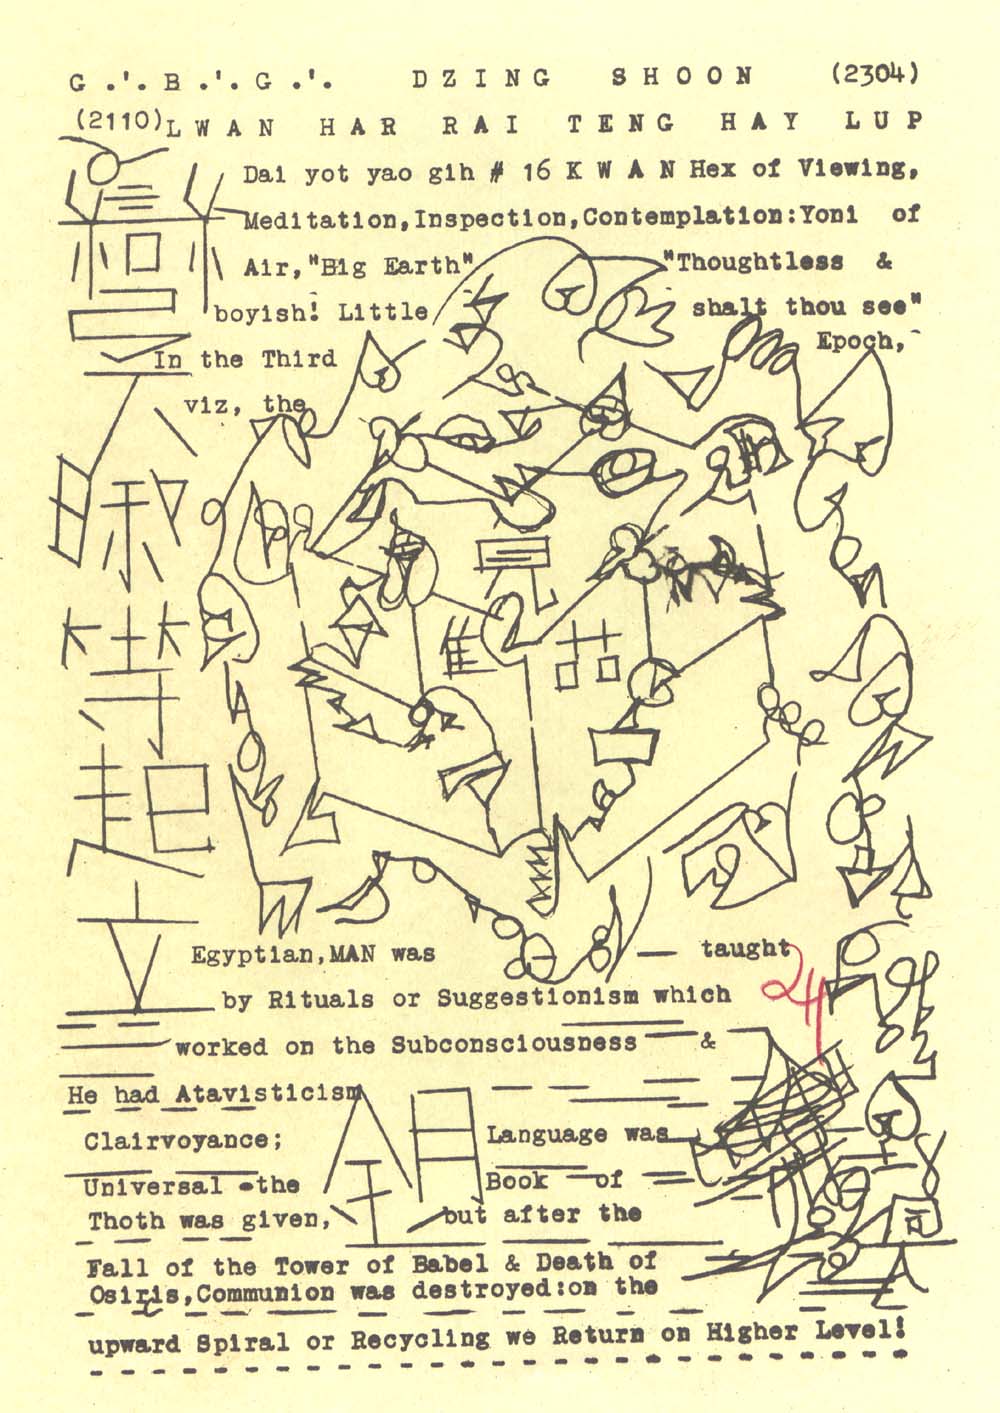 G .'. B .'. G .'. DZING SHOON (2304)
(2110) LWAN HAR RAI TENG HAY LUP
Dai yot yao gih # 16 K W A N Hex of Viewing,
Meditation,Inspection,Contemplation:Yoni of
Air,"Big Earth" "Thoughtless &
boyish! Little shalt thou see"
In the Third Epoch,
viz, the
Egyptian,MAN was — taught
24
by Rituals or Suggestionism which
worked on the Subconsciousness — &
He had Atavisticism
Clairvoyance; Language was
Universal the Book of
Thoth was given, but after the
Fall of the Tower of Babel & Death of
Osiris,Communion was destroyed:on the
upward Spiral or Recycling we Return on Higher Level!
起
立